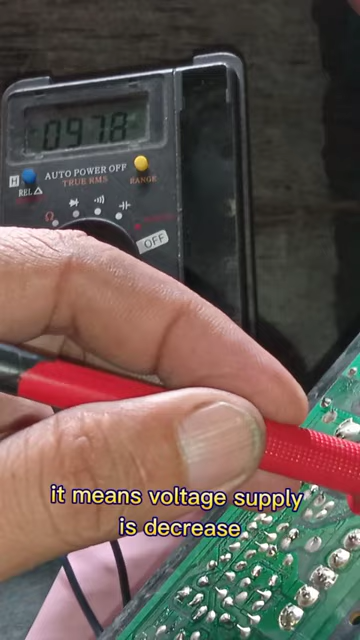 0978
H
AUTO POWER OFF
TRUE RMS
REL △
RANGE
Ω
OFF
it means voltage supply
is decrease